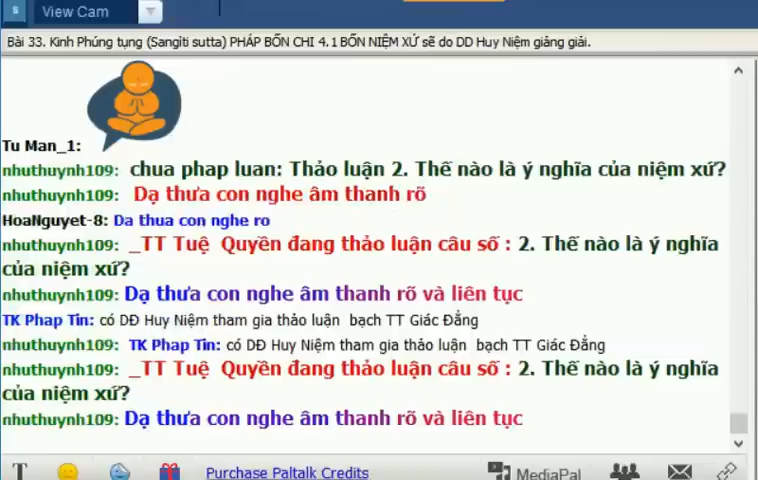 View Cam
Bài 33. Kinh Phúng tụng (Sangìti sutta) PHÁP BỐN CHI 4.1 BỐN NIỆM XỨ sẽ do DD Huy Niệm giảng giải.
Tu Man_1:
nhuthuynh109: chua phap luan: Thảo luận 2. Thế nào là ý nghĩa của niệm xứ?
nhuthuynh109: Dạ thưa con nghe âm thanh rõ
HoaNguyet-8: Da thua con nghe ro
nhuthuynh109: _TT Tuệ Quyền đang thảo luận câu số : 2. Thế nào là ý nghĩa
của niệm xứ?
nhuthuynh109: Dạ thưa con nghe âm thanh rõ và liên tục
TK Phap Tin: có DĐ Huy Niệm tham gia thảo luận bạch TT Giác Đẳng
nhuthuynh109: TK Phap Tin: có DĐ Huy Niệm tham gia thảo luận bạch TT Giác Đẳng
nhuthuynh109: _TT Tuệ Quyền đang thảo luận câu số : 2. Thế nào là ý nghĩa
của niệm xứ?
nhuthuynh109: Dạ thưa con nghe âm thanh rõ và liên tục
T Purchase Paltalk Credits MediaPal